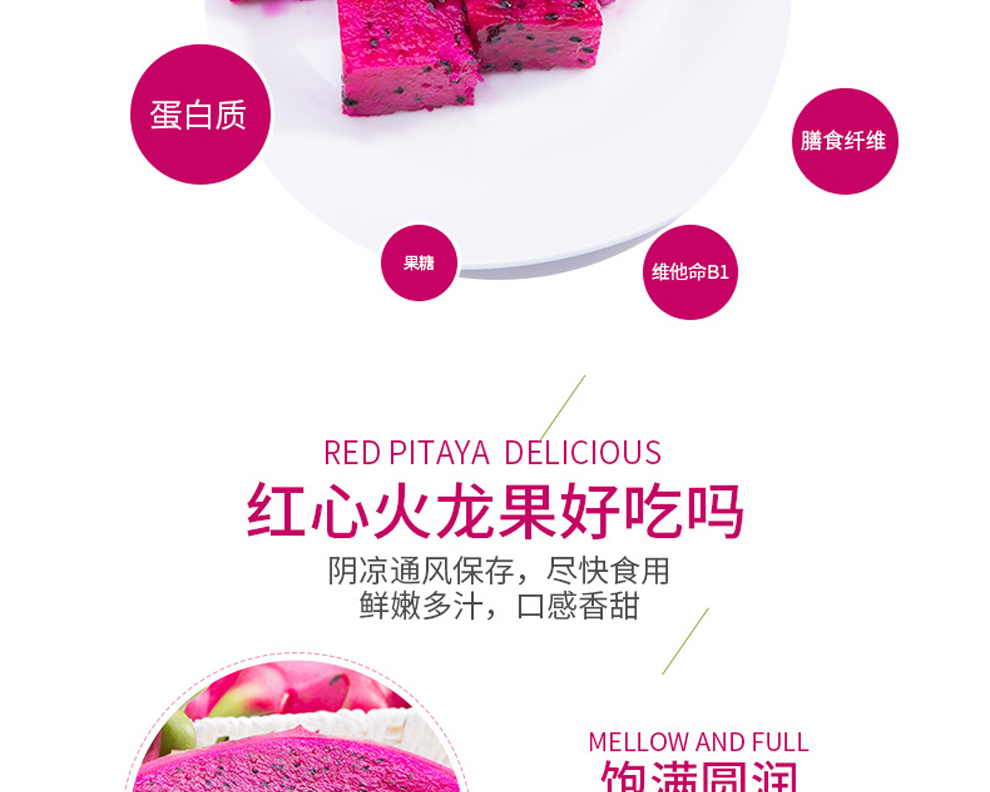 蛋白质
膳食纤维
果糖
维他命B1
RED PITAYA DELICIOUS
红心火龙果好吃吗
阴凉通风保存，尽快食用
鲜嫩多汁，口感香甜
MELLOW AND FULL
饱满圆润